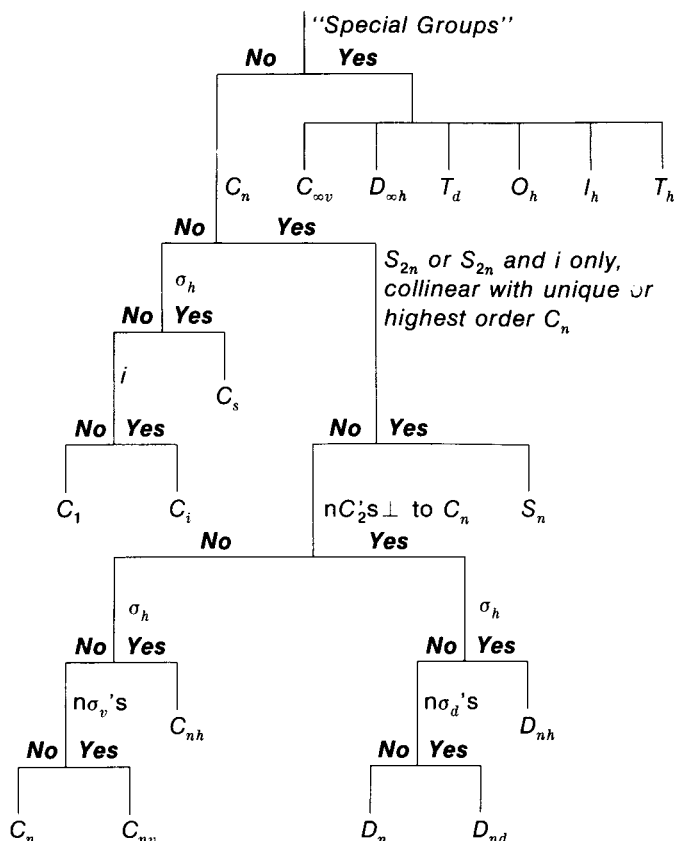 "Special Groups"
No Yes
C_n C_∞v D_∞h T_d O_h I_h T_h
No Yes
S_2n or S_2n and i only,
collinear with unique or
highest order C_n
σ_h
No Yes
i
C_s
No Yes
No Yes
C_1 C_i
nC_2's ⊥ to C_n
S_n
No Yes
σ_h σ_h
No Yes No Yes
nσ_v's nσ_d's
C_nh D_nh
No Yes No Yes
C_n C_nv D_n D_nd